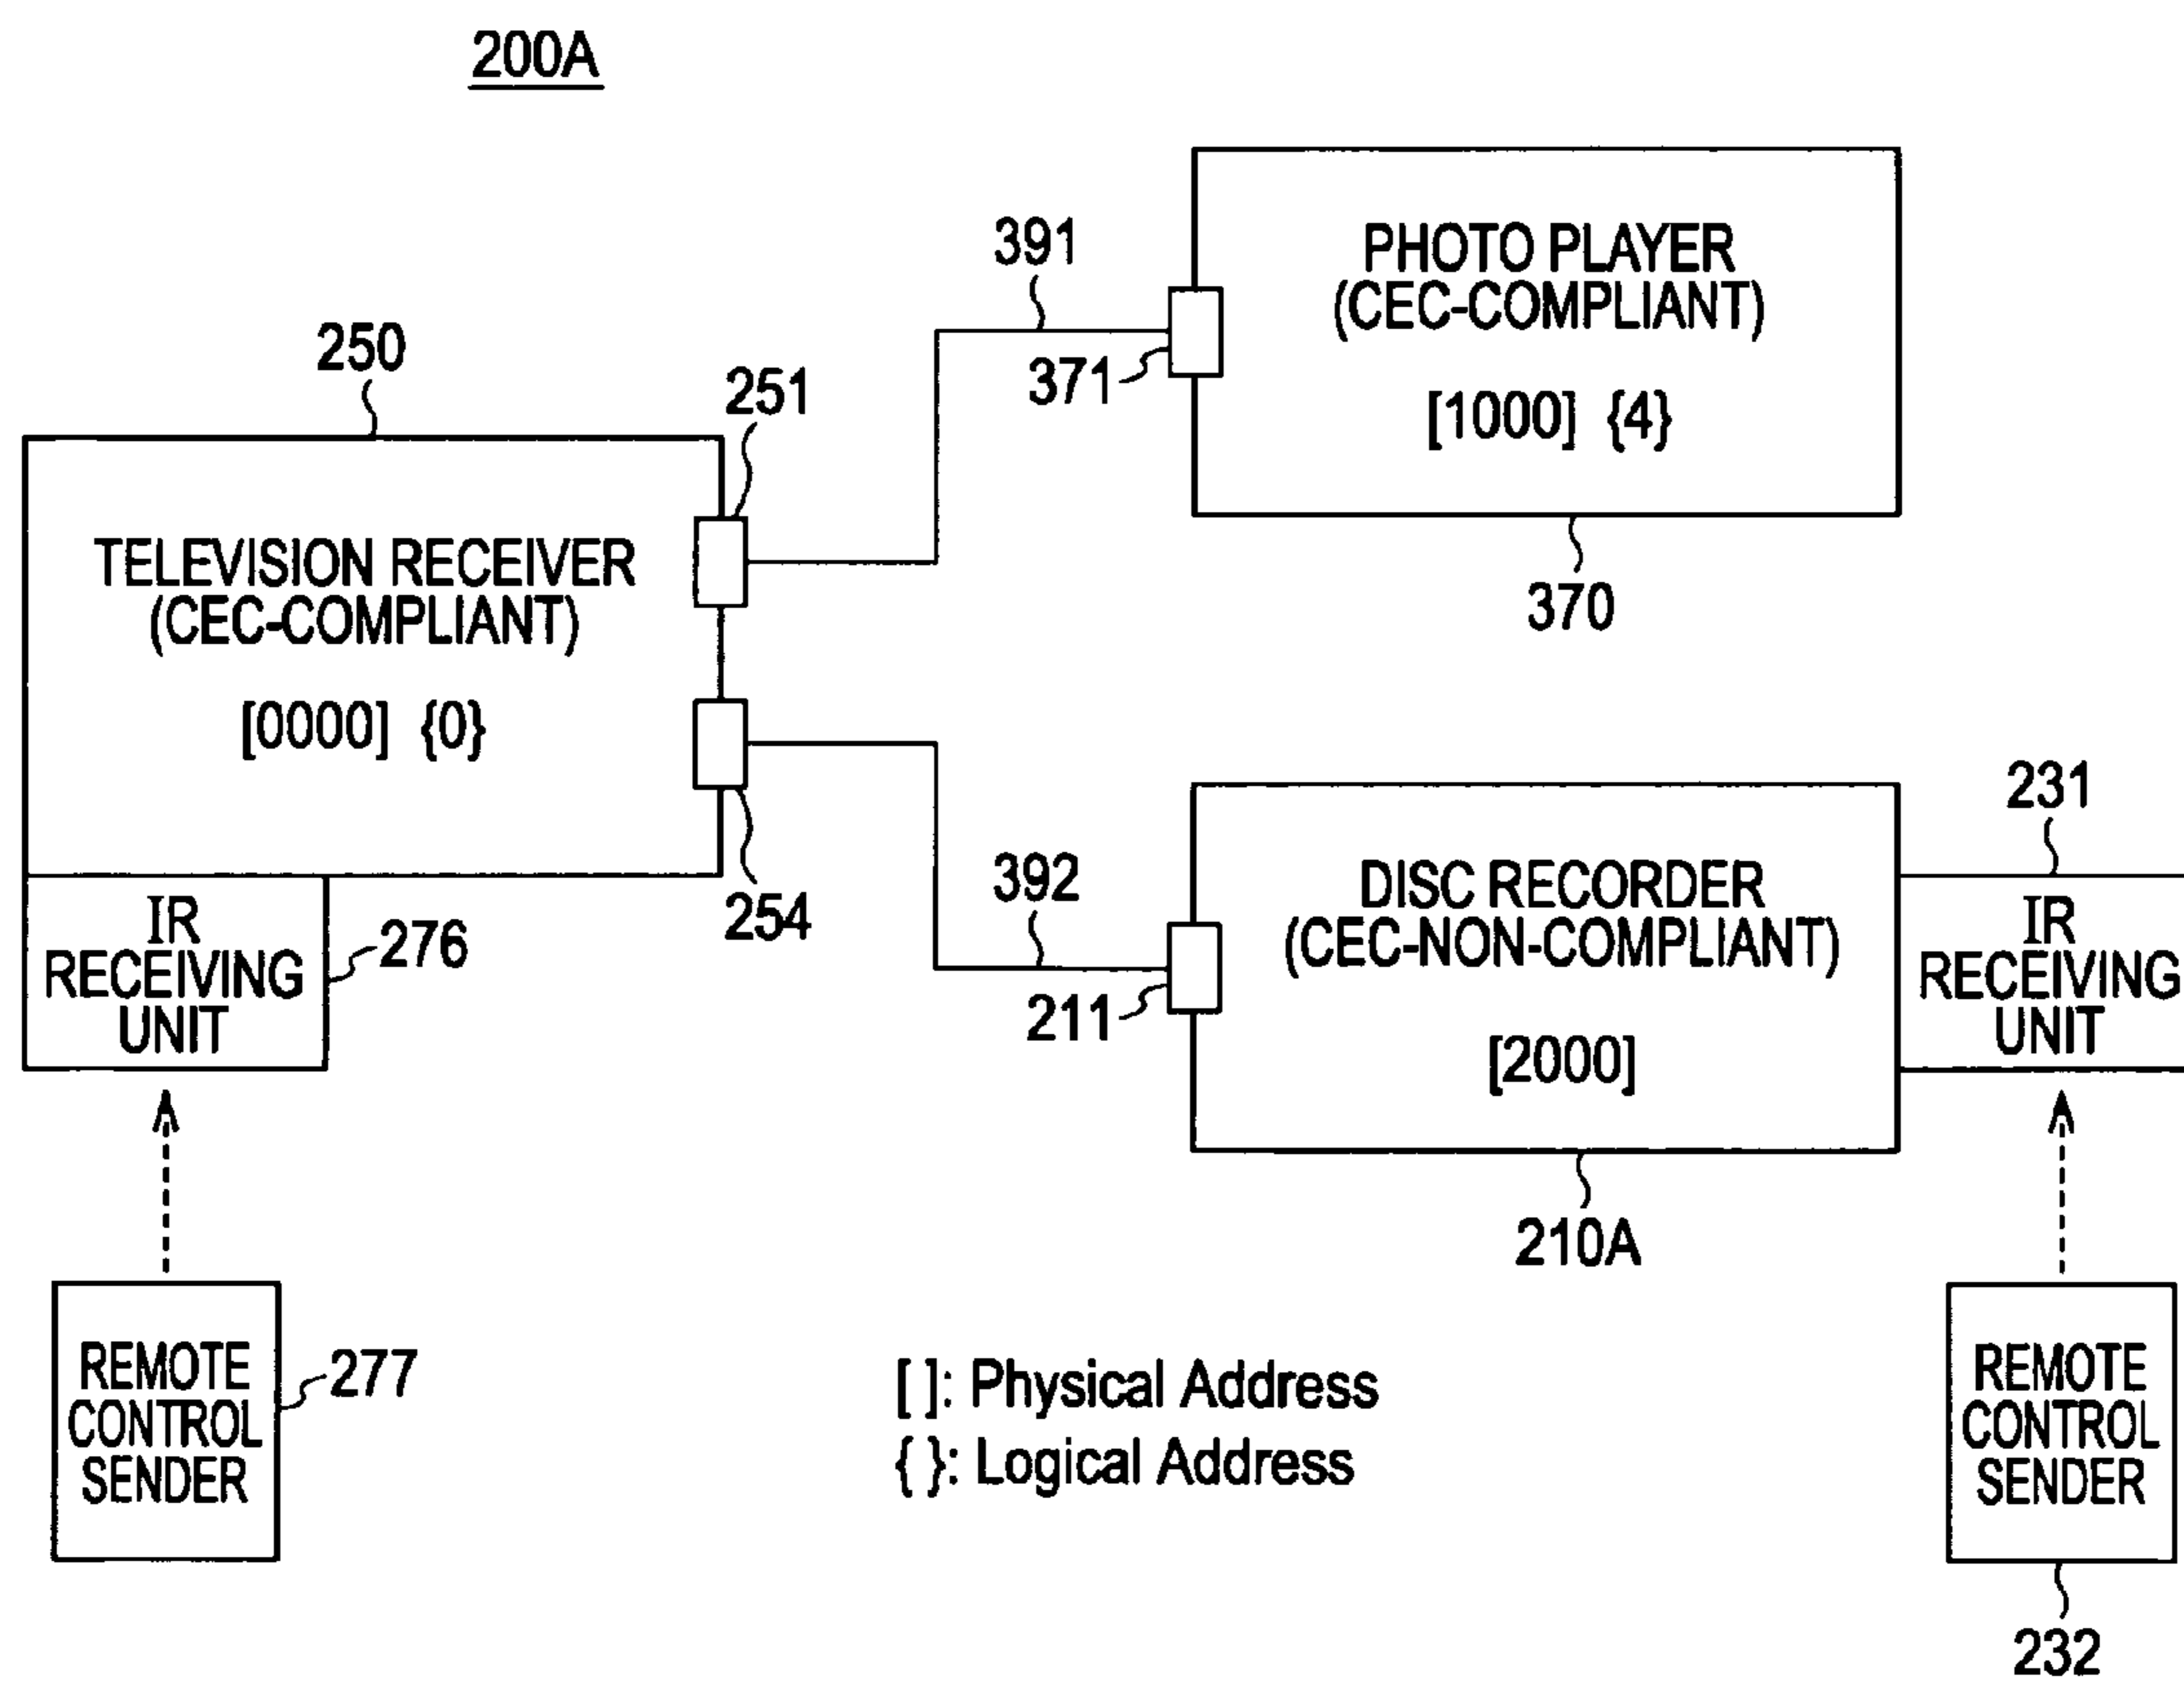 200A
PHOTO PLAYER
(CEC-COMPLIANT)
[1000] {4}
391
371
370
250
251
TELEVISION RECEIVER
(CEC-COMPLIANT)
[0000] {0}
254
IR
RECEIVING
UNIT
276
392
211
DISC RECORDER
(CEC-NON-COMPLIANT)
[2000]
210A
231
IR
RECEIVING
UNIT
REMOTE
CONTROL
SENDER
277
[ ]: Physical Address
{ }: Logical Address
REMOTE
CONTROL
SENDER
232